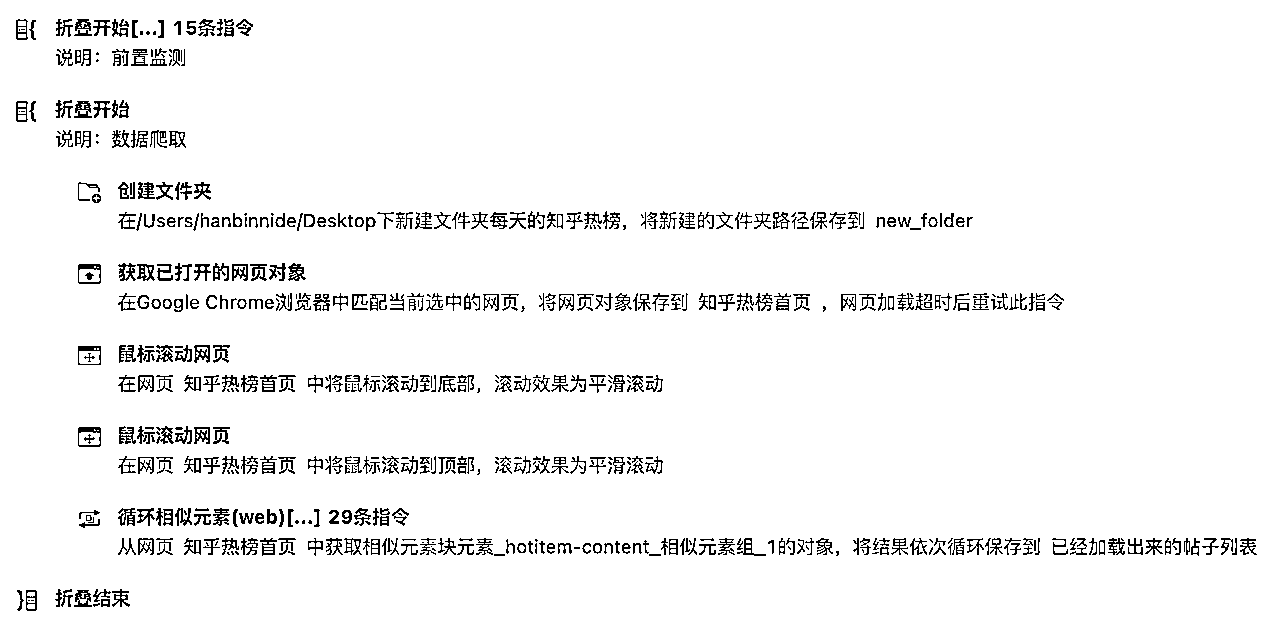 折叠开始[...] 15条指令
说明：前置监测
折叠开始
说明：数据爬取
创建文件夹
在/Users/hanbinnide/Desktop下新建文件夹每天的知乎热榜，将新建的文件夹路径保存到 new_folder
获取已打开的网页对象
在Google Chrome浏览器中匹配当前选中的网页，将网页对象保存到 知乎热榜首页 ，网页加载超时后重试此指令
鼠标滚动网页
在网页 知乎热榜首页 中将鼠标滚动到底部，滚动效果为平滑滚动
鼠标滚动网页
在网页 知乎热榜首页 中将鼠标滚动到顶部，滚动效果为平滑滚动
循环相似元素(web)[...] 29条指令
从网页 知乎热榜首页 中获取相似元素块元素_hotitem-content_相似元素组_1的对象，将结果依次循环保存到 已经加载出来的帖子列表
折叠结束